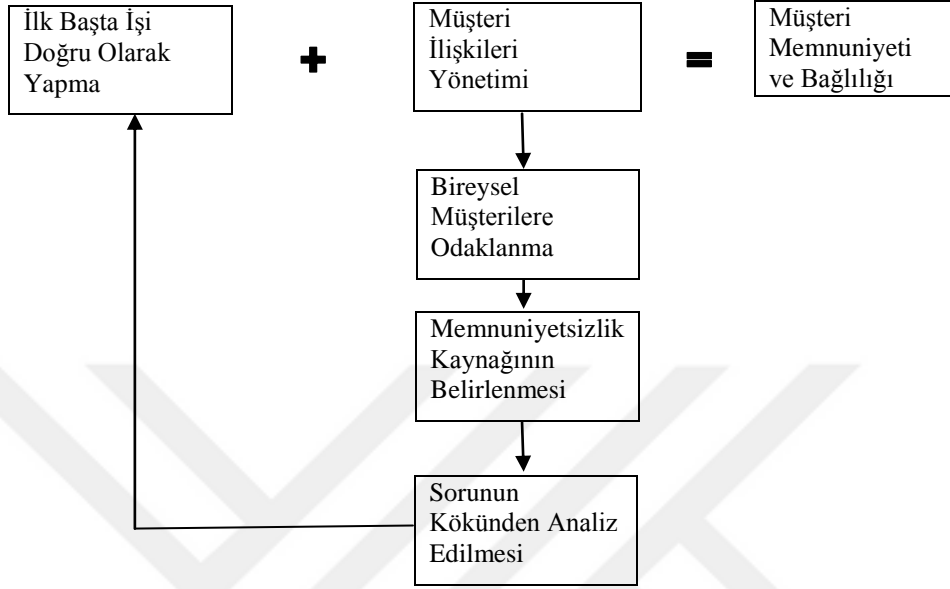 İlk Başta İşi
Doğru Olarak
Yapma
+
Müşteri
İlişkileri
Yönetimi
=
Müşteri
Memnuniyeti
ve Bağlılığı
Bireysel
Müşterilere
Odaklanma
Memnuniyetsizlik
Kaynağının
Belirlenmesi
Sorunun
Kökünden Analiz
Edilmesi